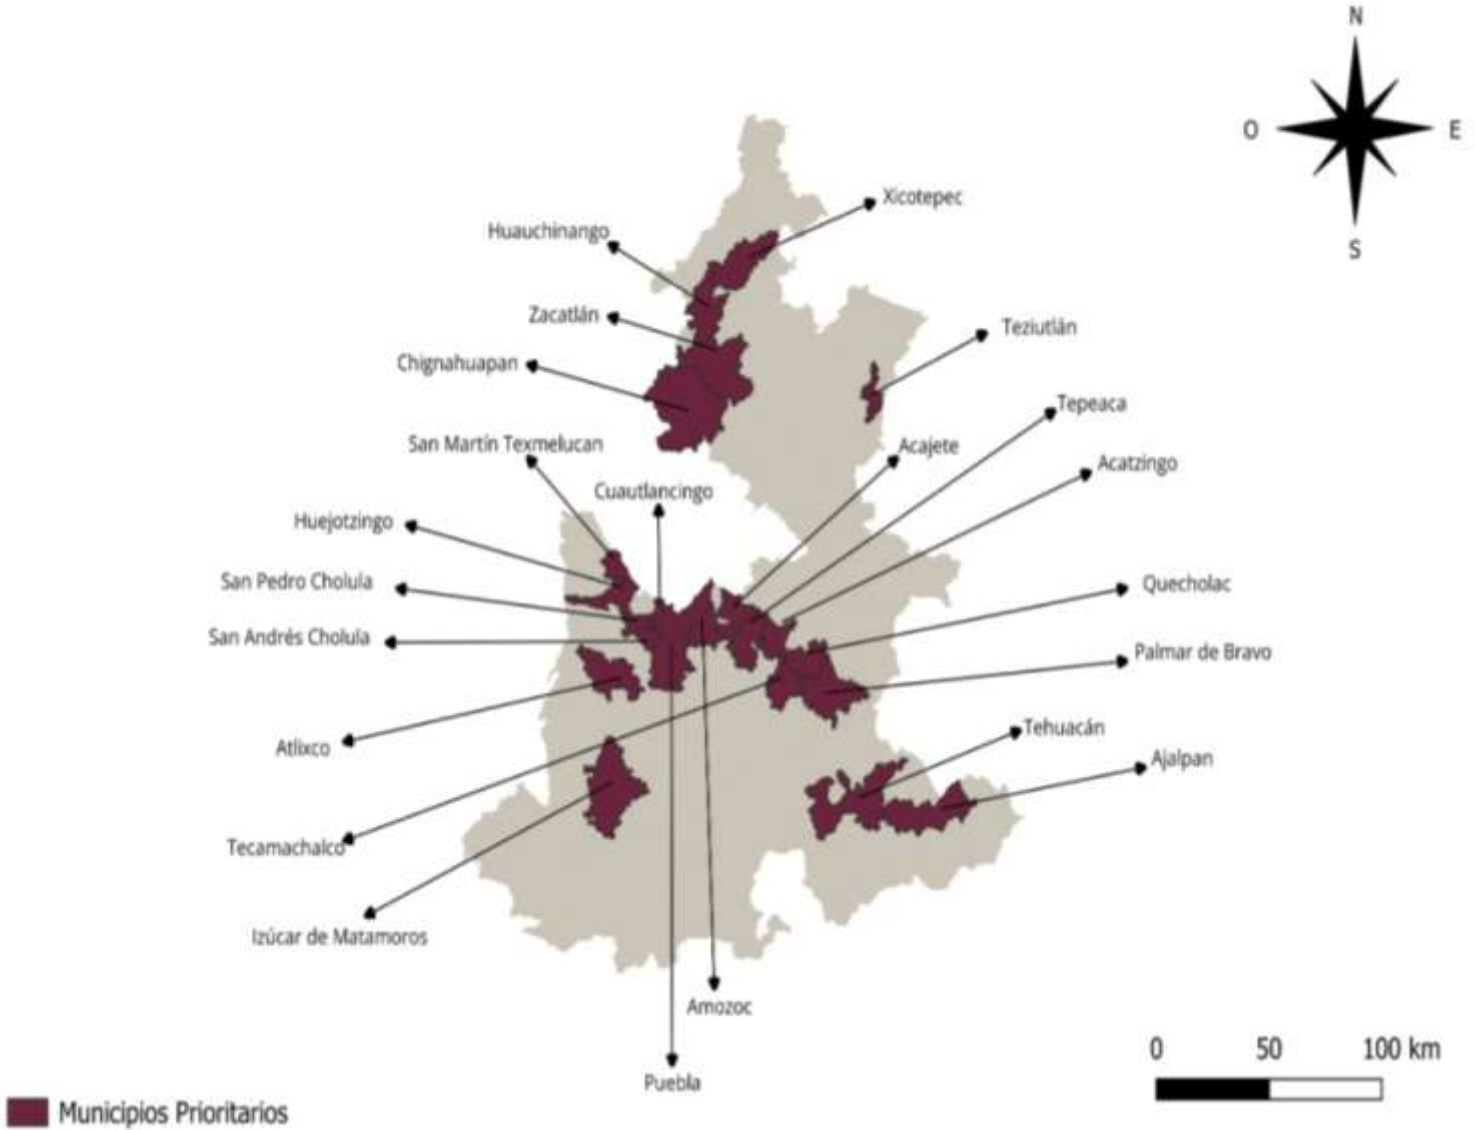 N
O
E
S
Xicotepec
Huauchinango
Zacatlán
Teziutlán
Chignahuapan
Tepeaca
San Martín Texmelucan
Acajete
Acatzingo
Cuautlancingo
Huejotzingo
San Pedro Cholula
Quecholac
San Andrés Cholula
Palmar de Bravo
Atlixco
Tehuacán
Ajalpan
Tecamachalco
Izúcar de Matamoros
Amozoc
Puebla
0 50 100 km
Municipios Prioritarios